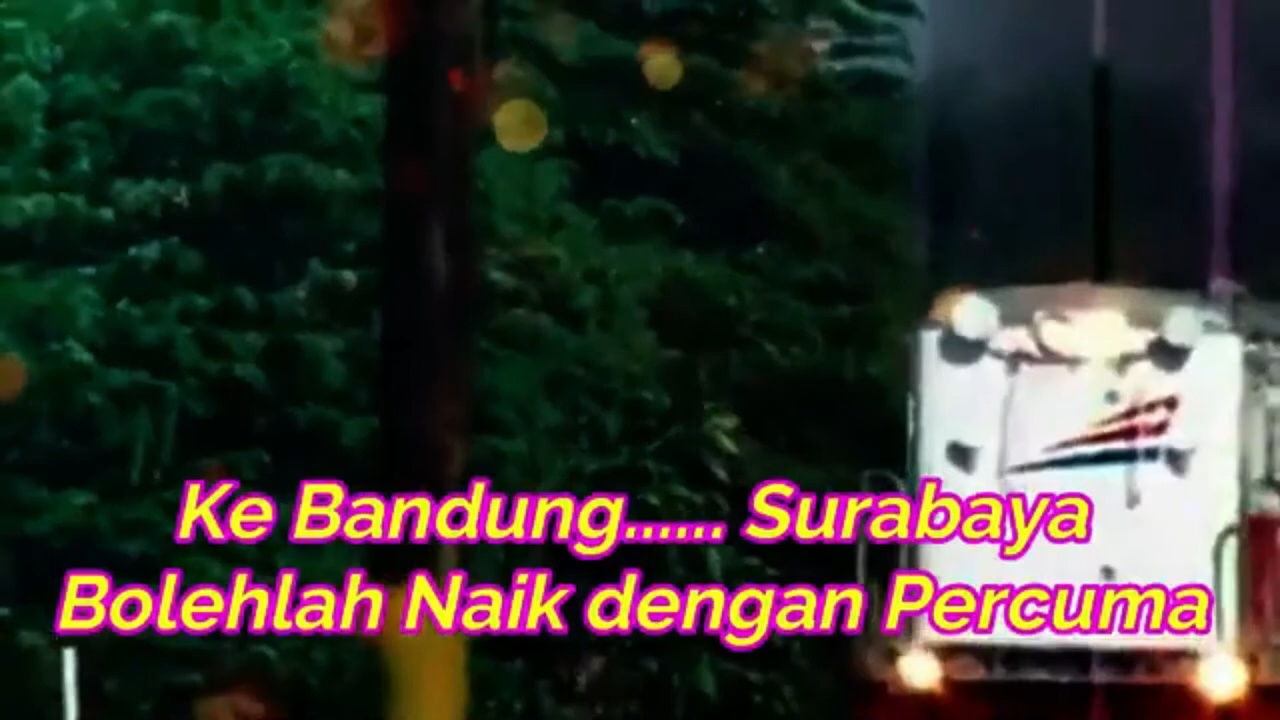 Ke Bandung...... Surabaya
Bolehlah Naik dengan Percuma